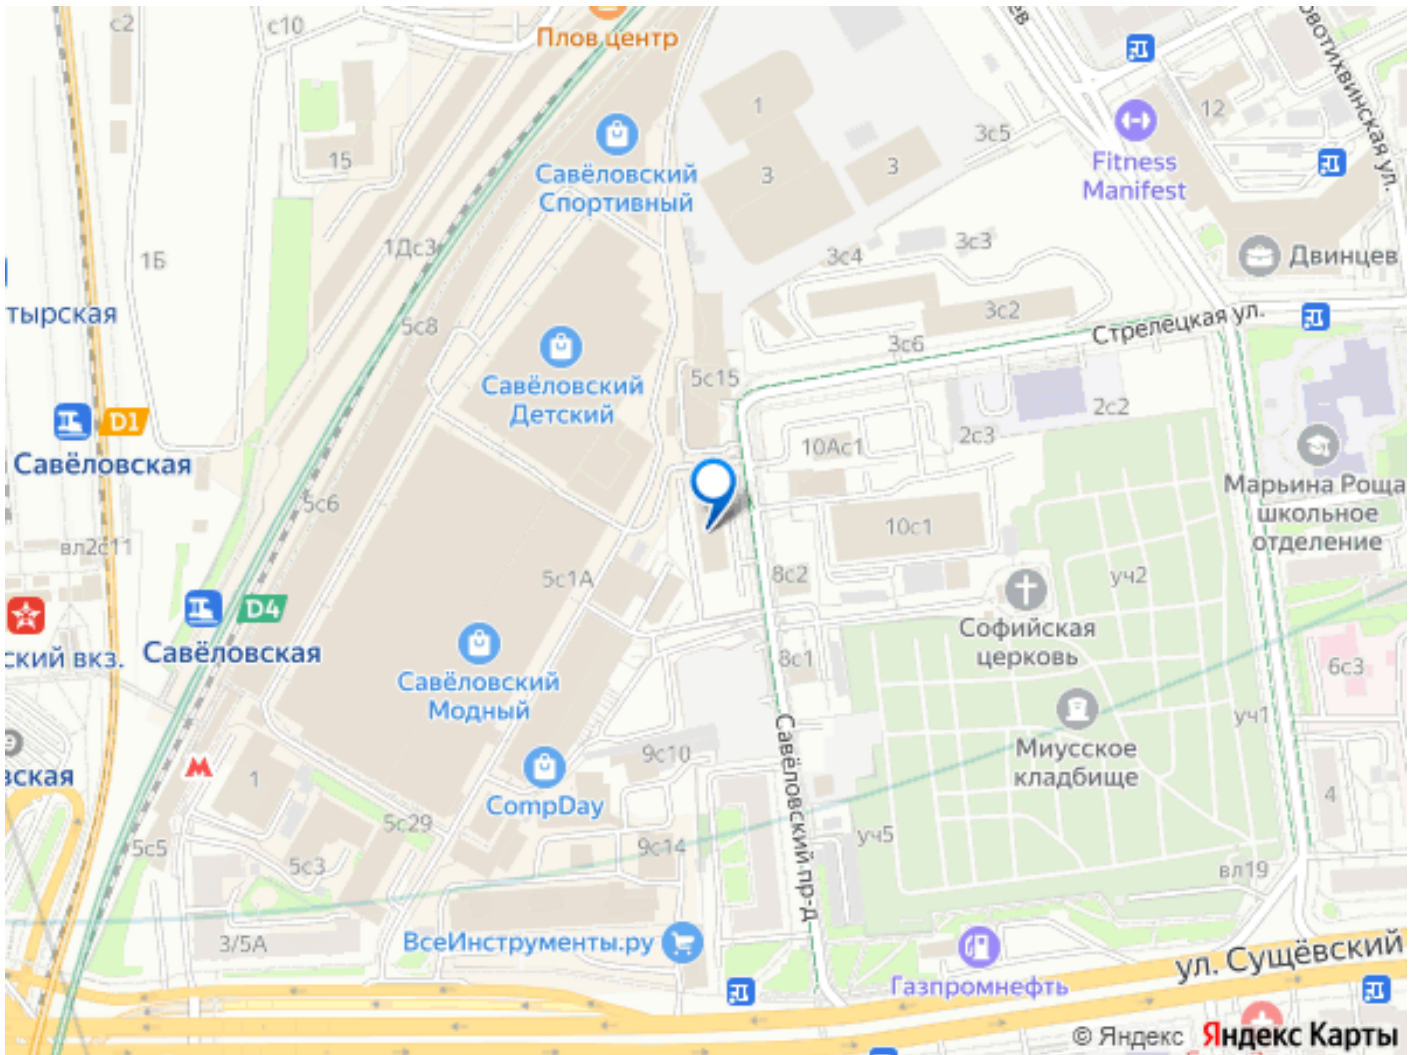 с2
с10
Плов центр
1
12
3с5
15
Савёловский
Спортивный
3
3
Fitness
Manifest
Новотихвинская ул.
1Б
1Дс3
3с4
3с3
Двинцев
тырская
5с8
3с2
Стрелецкая ул.
3с6
Савёловский
Детский
5с15
2с2
D1
10Ас1
2с3
Савёловская
5с6
Марьина Роща
школьное
отделение
вл2с11
10с1
5с1А
8с2
уч2
D4
Софийская
церковь
ский вкз.
Савёловская
8с1
6с3
Савёловский
Модный
уч1
Савёловский пр-д
Миусское
кладбище
9с10
вская
1
CompDay
4
5с29
5с5
9с14
уч5
5с3
вл19
3/5А
ВсеИнструменты.ру
ул. Сущёвский
Газпромнефть
© Яндекс Яндекс Карты